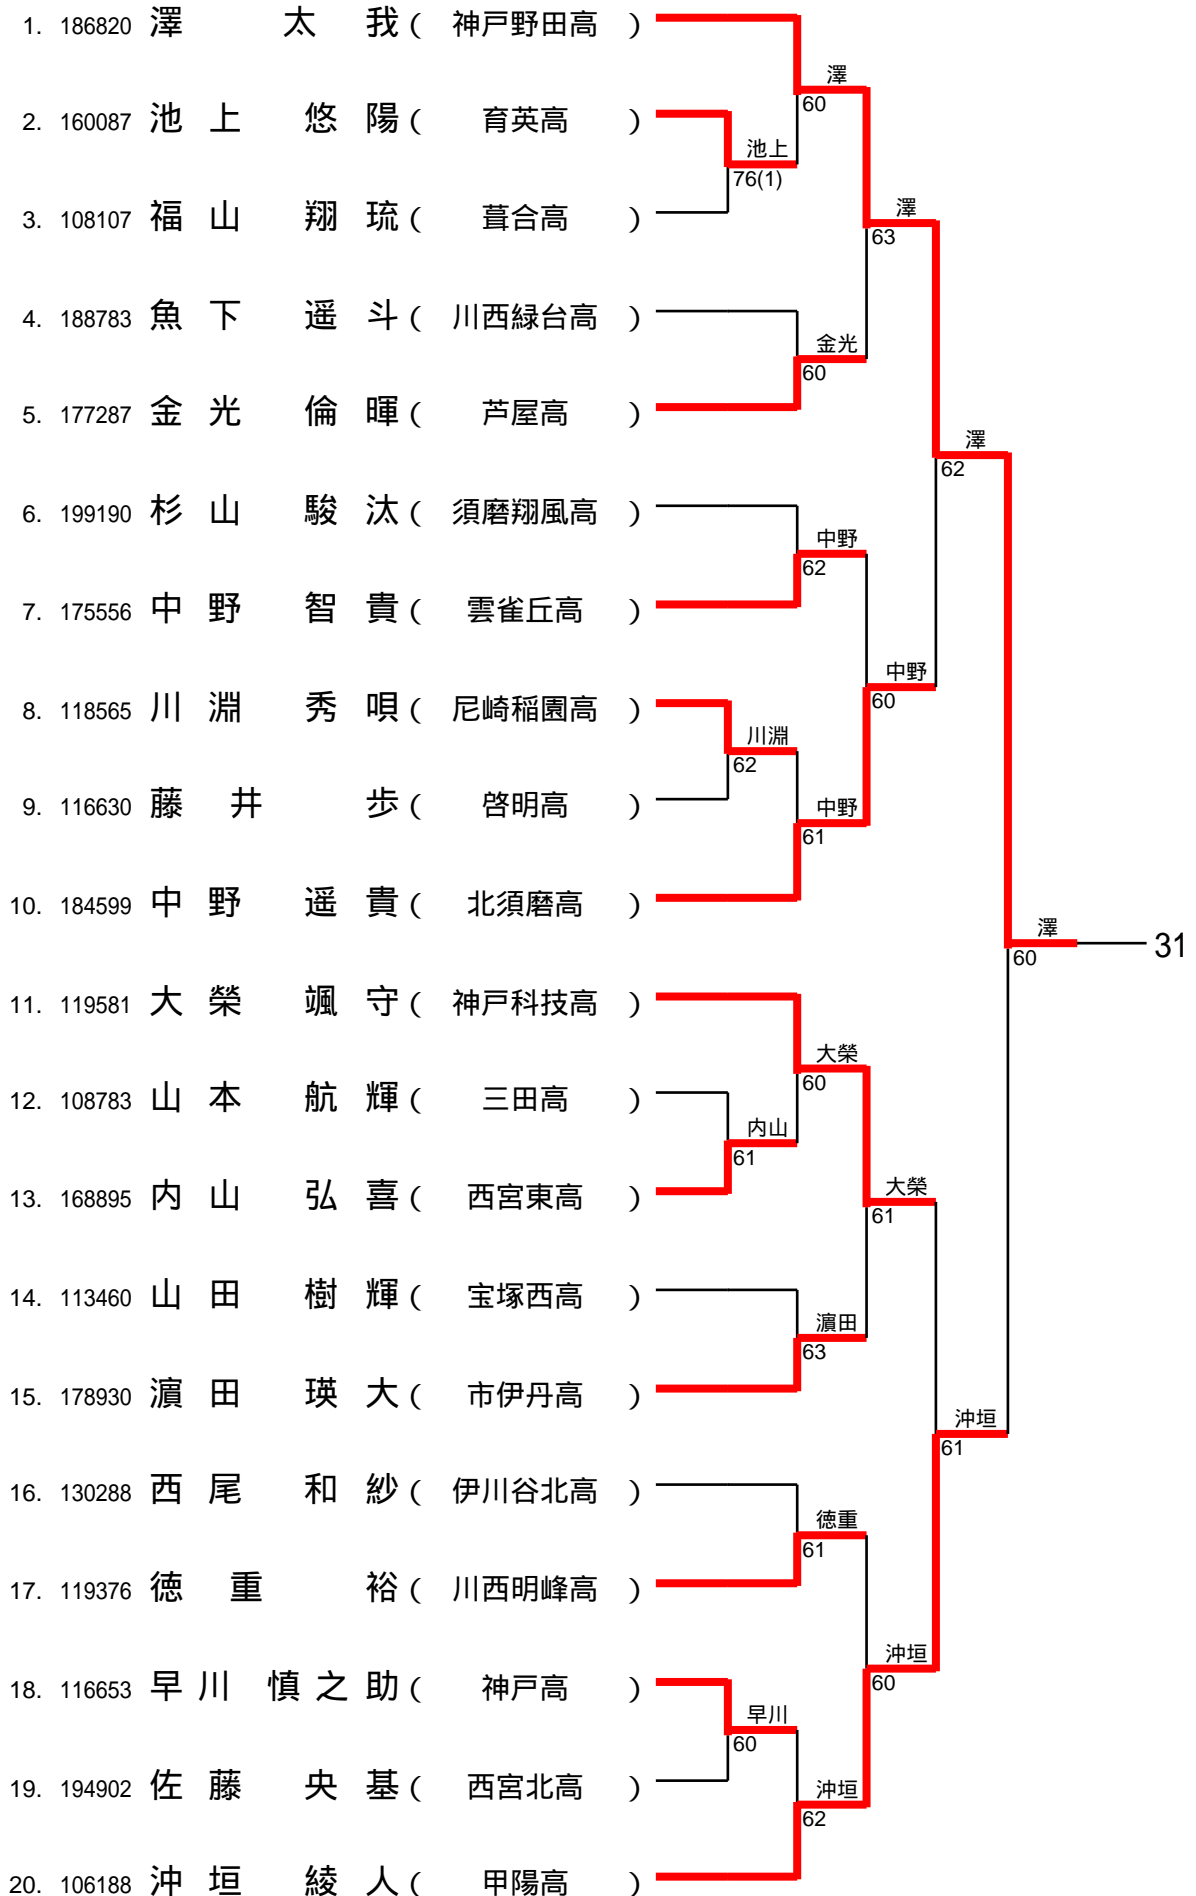 1. 186820 澤 太 我 ( 神戸野田高 )
澤
60
2. 160087 池 上 悠 陽 ( 育英高 )
池上
76(1)
3. 108107 福 山 翔 琉 ( 葺合高 )
澤
63
4. 188783 魚 下 遥 斗 ( 川西緑台高 )
金光
60
5. 177287 金 光 倫 暉 ( 芦屋高 )
澤
62
6. 199190 杉 山 駿 汰 ( 須磨翔風高 )
中野
62
7. 175556 中 野 智 貴 ( 雲雀丘高 )
中野
60
8. 118565 川 淵 秀 唄 ( 尼崎稲園高 )
川淵
62
9. 116630 藤 井 歩 ( 啓明高 )
中野
61
10. 184599 中 野 遥 貴 ( 北須磨高 )
澤
60
31
11. 119581 大 榮 颯 守 ( 神戸科技高 )
大榮
60
12. 108783 山 本 航 輝 ( 三田高 )
内山
61
13. 168895 内 山 弘 喜 ( 西宮東高 )
大榮
61
14. 113460 山 田 樹 輝 ( 宝塚西高 )
濵田
63
15. 178930 濵 田 瑛 大 ( 市伊丹高 )
沖垣
61
16. 130288 西 尾 和 紗 ( 伊川谷北高 )
徳重
61
17. 119376 徳 重 裕 ( 川西明峰高 )
沖垣
60
18. 116653 早 川 慎 之 助 ( 神戸高 )
早川
60
19. 194902 佐 藤 央 基 ( 西宮北高 )
沖垣
62
20. 106188 沖 垣 綾 人 ( 甲陽高 )